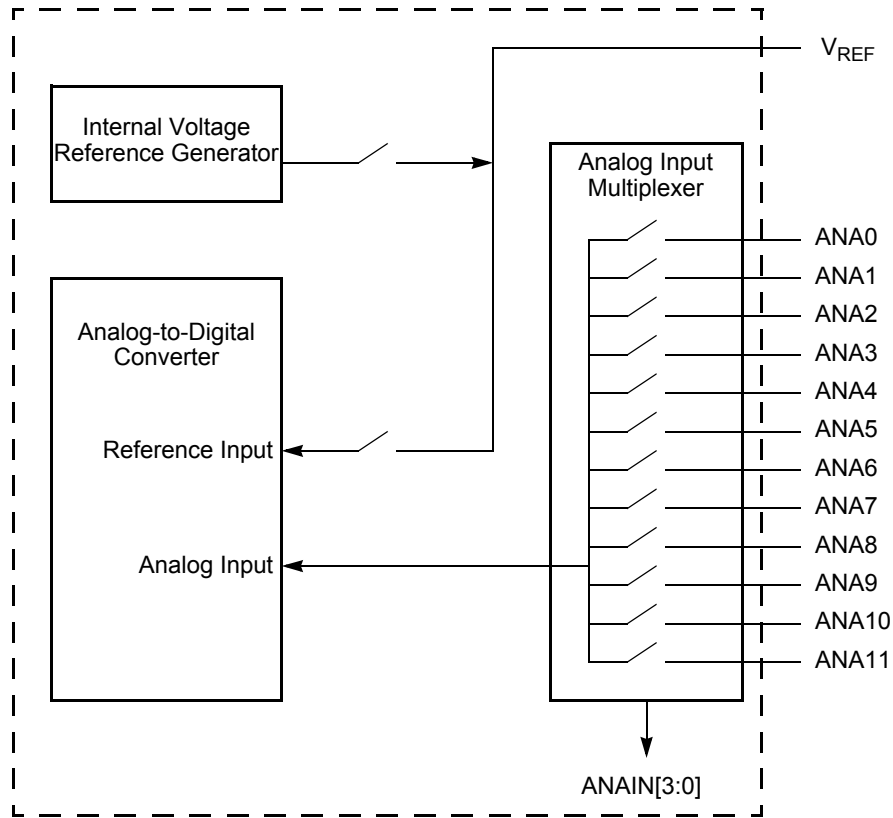 V_REF
Internal Voltage
Reference Generator
Analog Input
Multiplexer
ANA0
ANA1
ANA2
ANA3
ANA4
ANA5
ANA6
ANA7
ANA8
ANA9
ANA10
ANA11
Analog-to-Digital
Converter
Reference Input
Analog Input
ANAIN[3:0]